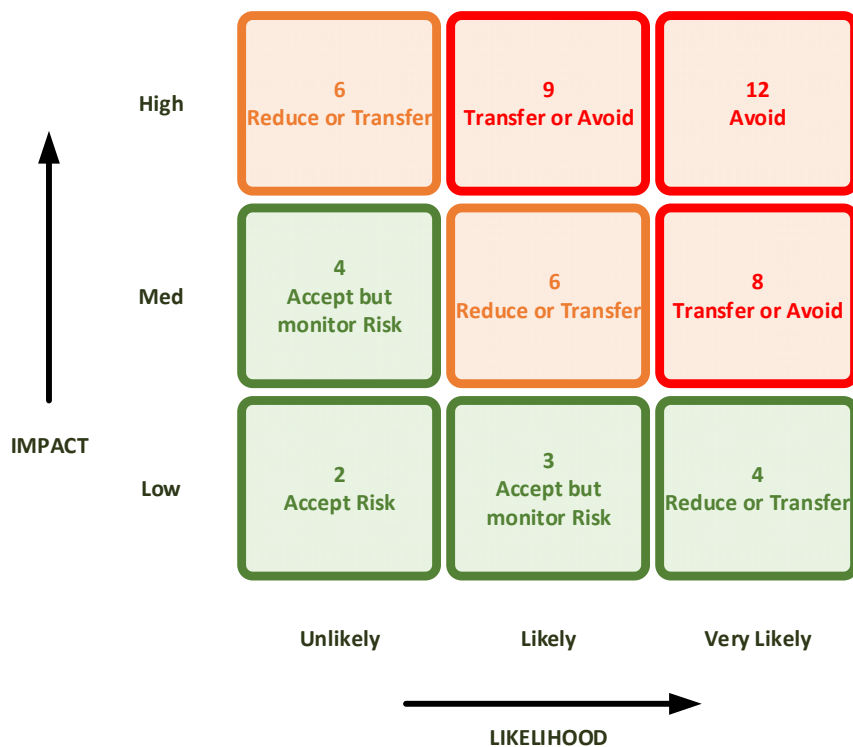 High
6
Reduce or Transfer
9
Transfer or Avoid
12
Avoid
Med
4
Accept but
monitor Risk
6
Reduce or Transfer
8
Transfer or Avoid
IMPACT
Low
2
Accept Risk
3
Accept but
monitor Risk
4
Reduce or Transfer
Unlikely
Likely
Very Likely
LIKELIHOOD